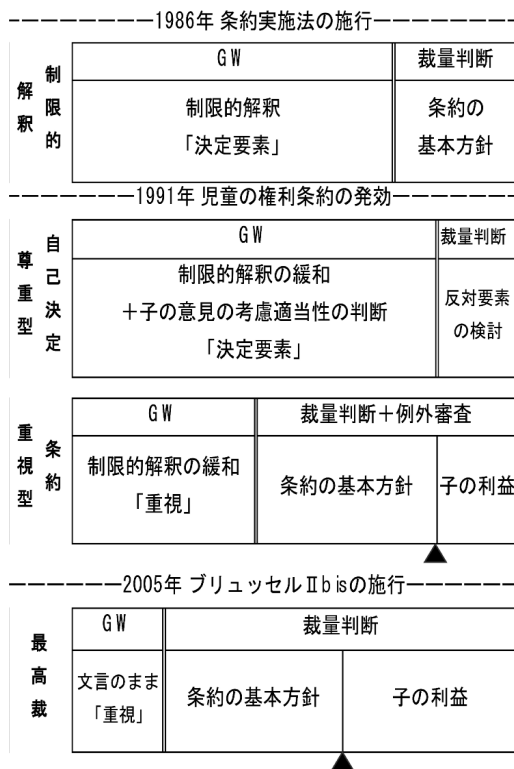 1986年 条約実施法の施行
制限的解釈
GW
裁量判断
制限的解釈
「決定要素」
条約の
基本方針
1991年 児童の権利条約の発効
自己決定尊重型
GW
裁量判断
制限的解釈の緩和
+子の意見の考慮適当性の判断
「決定要素」
反対要素
の検討
条約重視型
GW
裁量判断+例外審査
制限的解釈の緩和
「重視」
条約の基本方針
子の利益
2005年 ブリュッセルⅡbisの施行
最高裁
GW
裁量判断
文言のまま
「重視」
条約の基本方針
子の利益